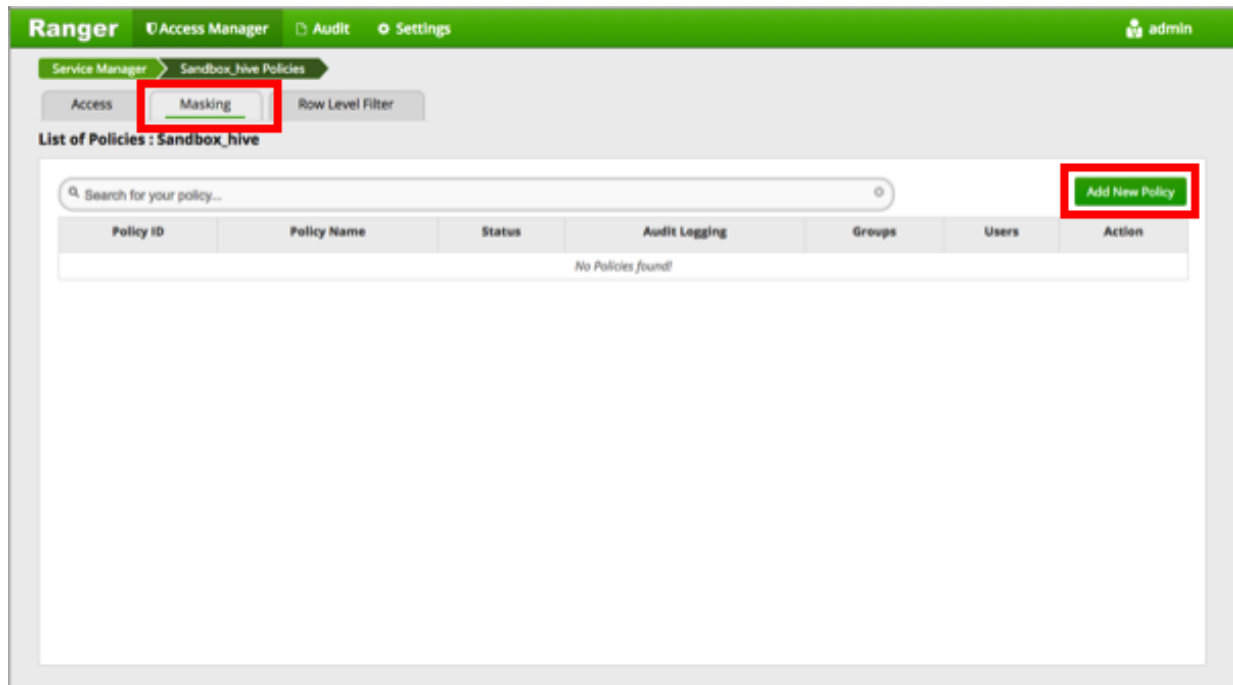 Ranger Access Manager Audit Settings admin
Service Manager Sandbox_hive Policies
Access Masking Row Level Filter
List of Policies : Sandbox_hive
Search for your policy... Add New Policy
Policy ID Policy Name Status Audit Logging Groups Users Action
No Policies found!